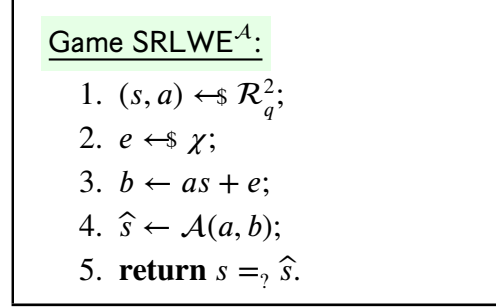 Game SRLWE^𝒜:
1. (s, a) ←$ ℛ_q^2;
2. e ←$ χ;
3. b ← as + e;
4. ŝ ← 𝒜(a, b);
5. return s =_? ŝ.